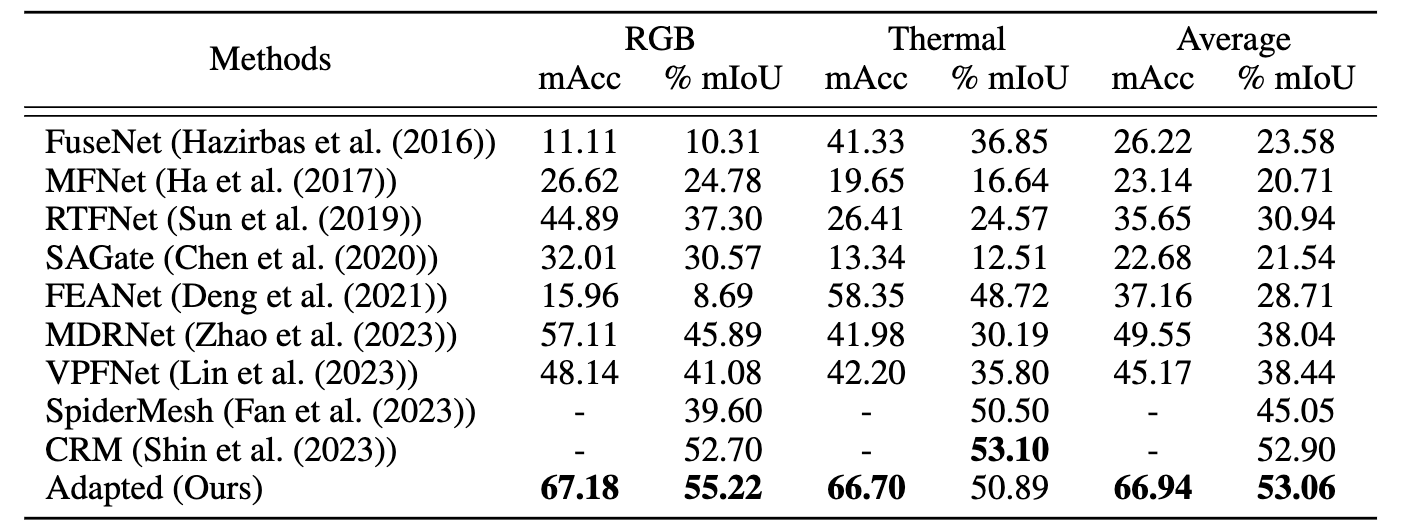 Methods RGB Thermal Average
mAcc % mIoU mAcc % mIoU mAcc % mIoU
FuseNet (Hazirbas et al. (2016)) 11.11 10.31 41.33 36.85 26.22 23.58
MFNet (Ha et al. (2017)) 26.62 24.78 19.65 16.64 23.14 20.71
RTFNet (Sun et al. (2019)) 44.89 37.30 26.41 24.57 35.65 30.94
SAGate (Chen et al. (2020)) 32.01 30.57 13.34 12.51 22.68 21.54
FEANet (Deng et al. (2021)) 15.96 8.69 58.35 48.72 37.16 28.71
MDRNet (Zhao et al. (2023)) 57.11 45.89 41.98 30.19 49.55 38.04
VPFNet (Lin et al. (2023)) 48.14 41.08 42.20 35.80 45.17 38.44
SpiderMesh (Fan et al. (2023)) - 39.60 - 50.50 - 45.05
CRM (Shin et al. (2023)) - 52.70 - 53.10 - 52.90
Adapted (Ours) 67.18 55.22 66.70 50.89 66.94 53.06